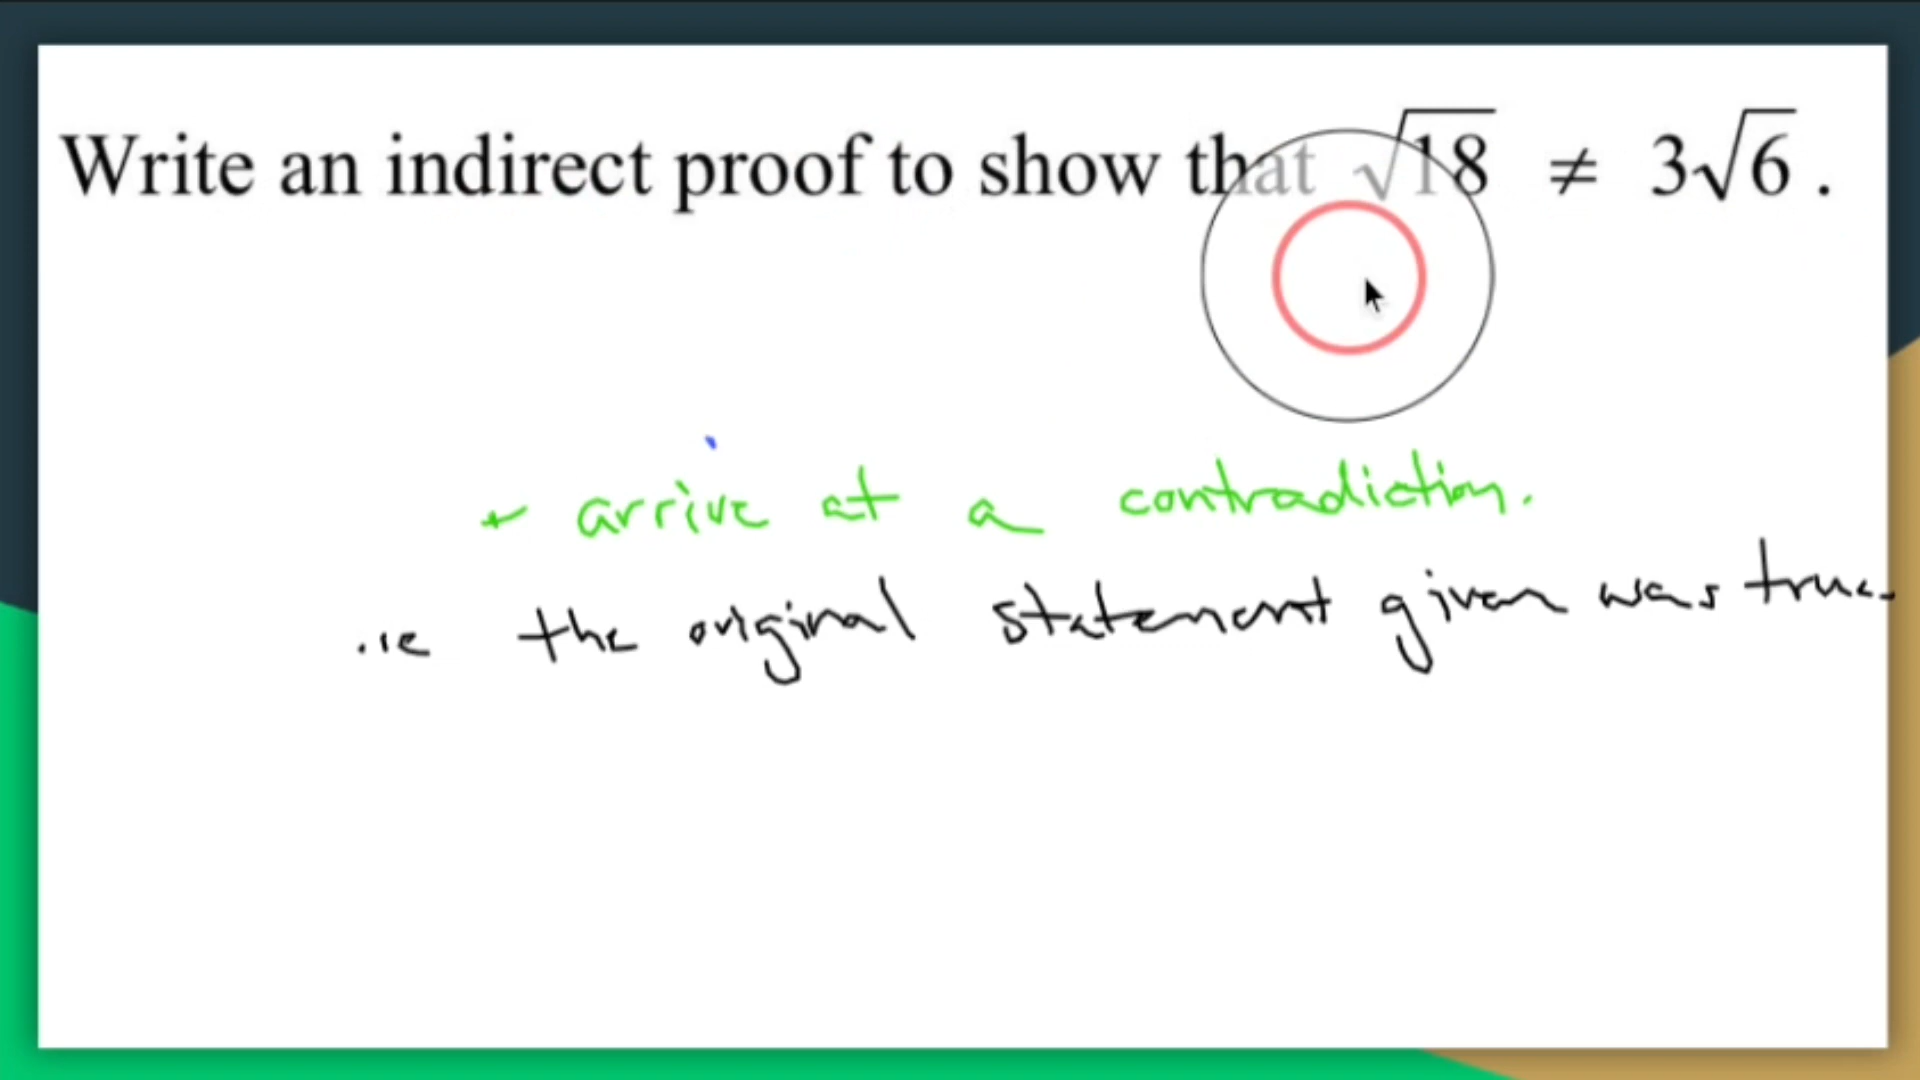 Write an indirect proof to show that √18 ≠ 3√6 .
arrive at a contradiction.
ie the original statement given was true.